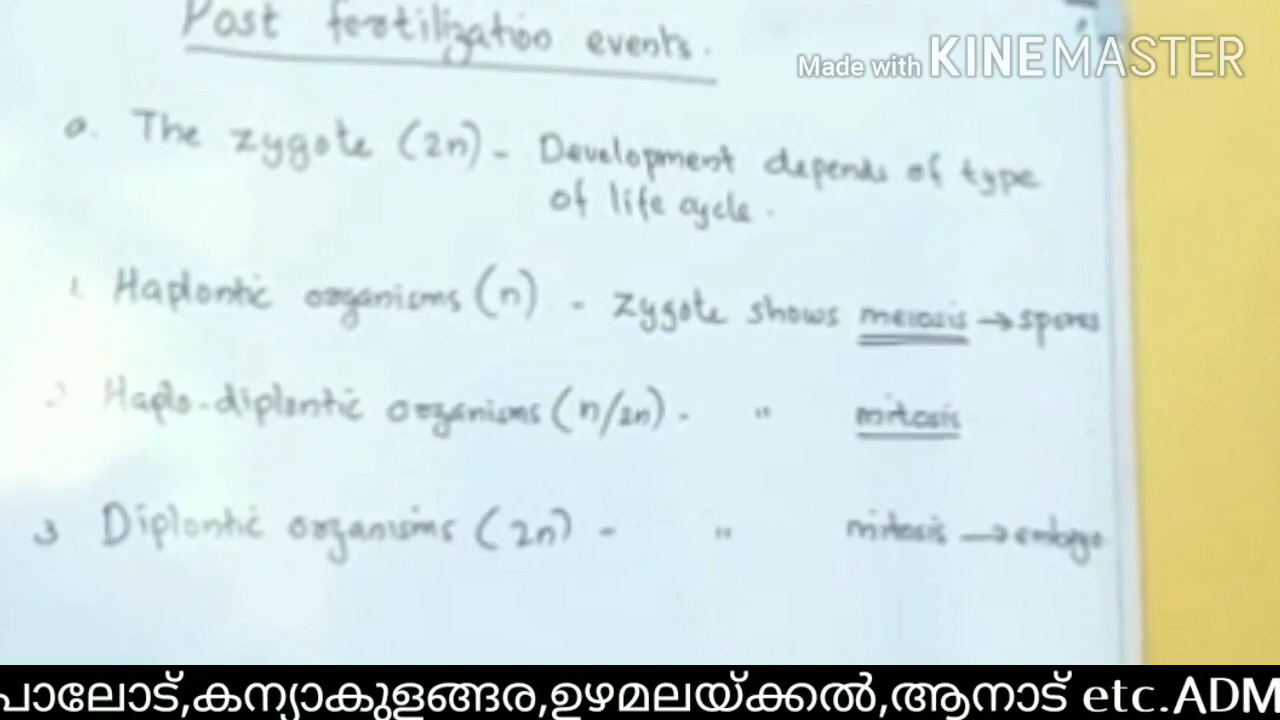 Post fertilization events.
Made with KINEMASTER
a. The zygote (2n) - Development depends of type
of life cycle.
1. Haplontic organisms (n) - Zygote shows meiosis → spores
2 Haplo-diplontic organisms (n/2n) - " mitosis
3 Diplontic organisms (2n) - " mitosis → embryo
പാലോട്,കന്യാകുളങ്ങര,ഉഴമലയ്ക്കൽ,ആനാട് etc.ADM